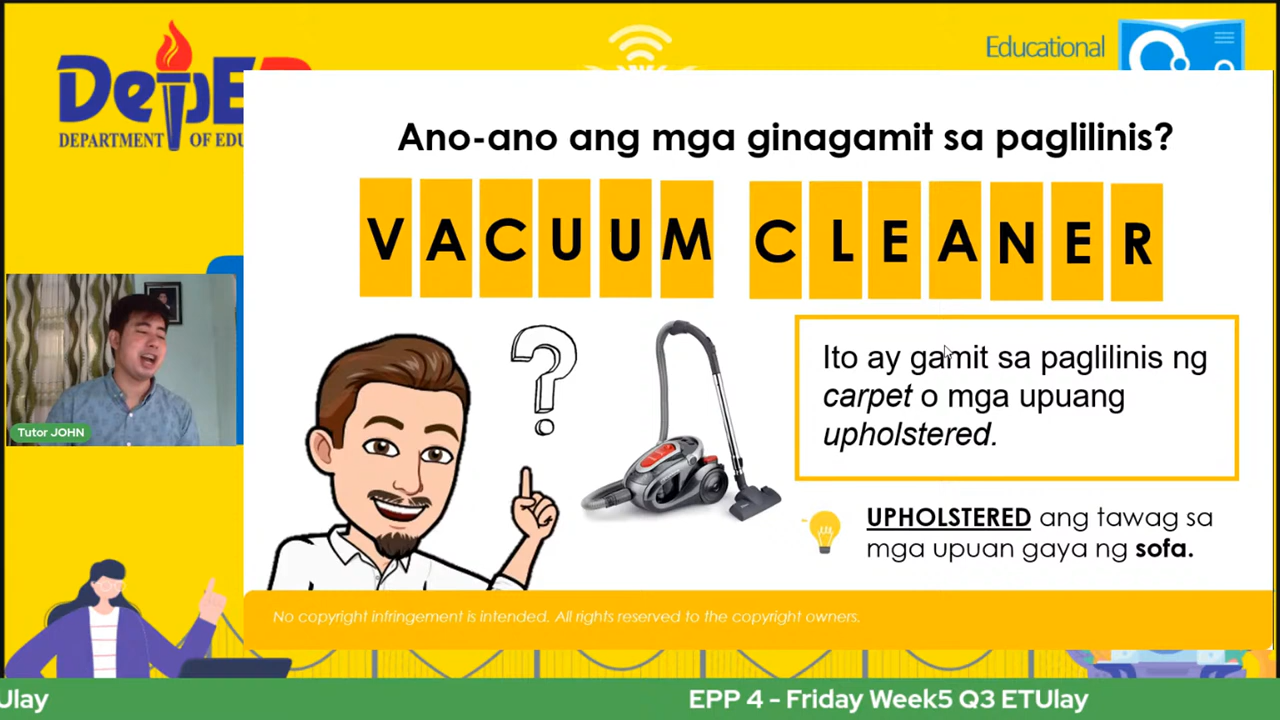 DepE
DEPARTMENT OF EDU
Educational
Ano-ano ang mga ginagamit sa paglilinis?
VACUUM CLEANER
Ito ay gamit sa paglilinis ng
carpet o mga upuang
upholstered.
UPHOLSTERED ang tawag sa
mga upuan gaya ng sofa.
Tutor JOHN
No copyright infringement is intended. All rights reserved to the copyright owners.
Ulay
EPP 4 - Friday Week5 Q3 ETUlay